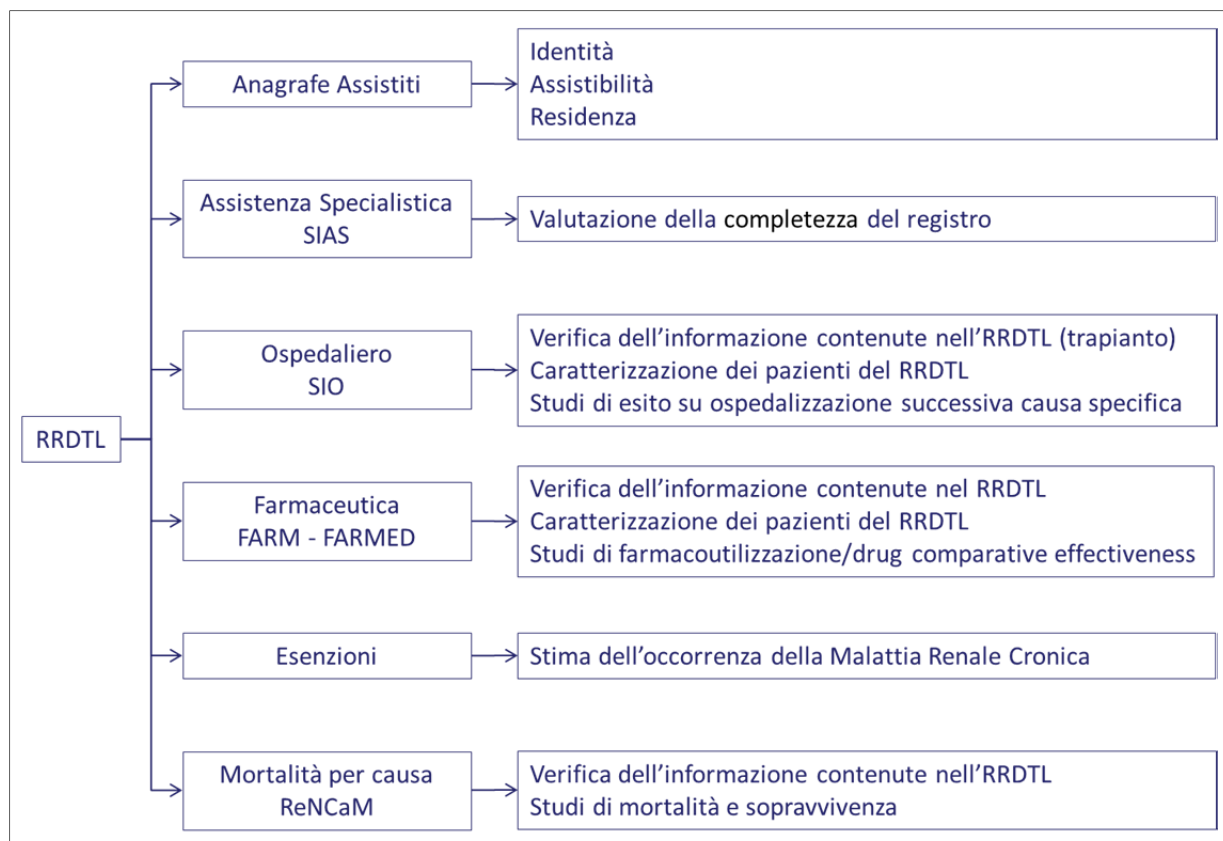 RRDTL
Anagrafe Assistiti
Identità
Assistibilità
Residenza
Assistenza Specialistica
SIAS
Valutazione della completezza del registro
Ospedaliero
SIO
Verifica dell'informazione contenute nell'RRDTL (trapianto)
Caratterizzazione dei pazienti del RRDTL
Studi di esito su ospedalizzazione successiva causa specifica
Farmaceutica
FARM - FARMED
Verifica dell'informazione contenute nel RRDTL
Caratterizzazione dei pazienti del RRDTL
Studi di farmacoutilizzazione/drug comparative effectiveness
Esenzioni
Stima dell'occorrenza della Malattia Renale Cronica
Mortalità per causa
ReNCaM
Verifica dell'informazione contenute nell'RRDTL
Studi di mortalità e sopravvivenza